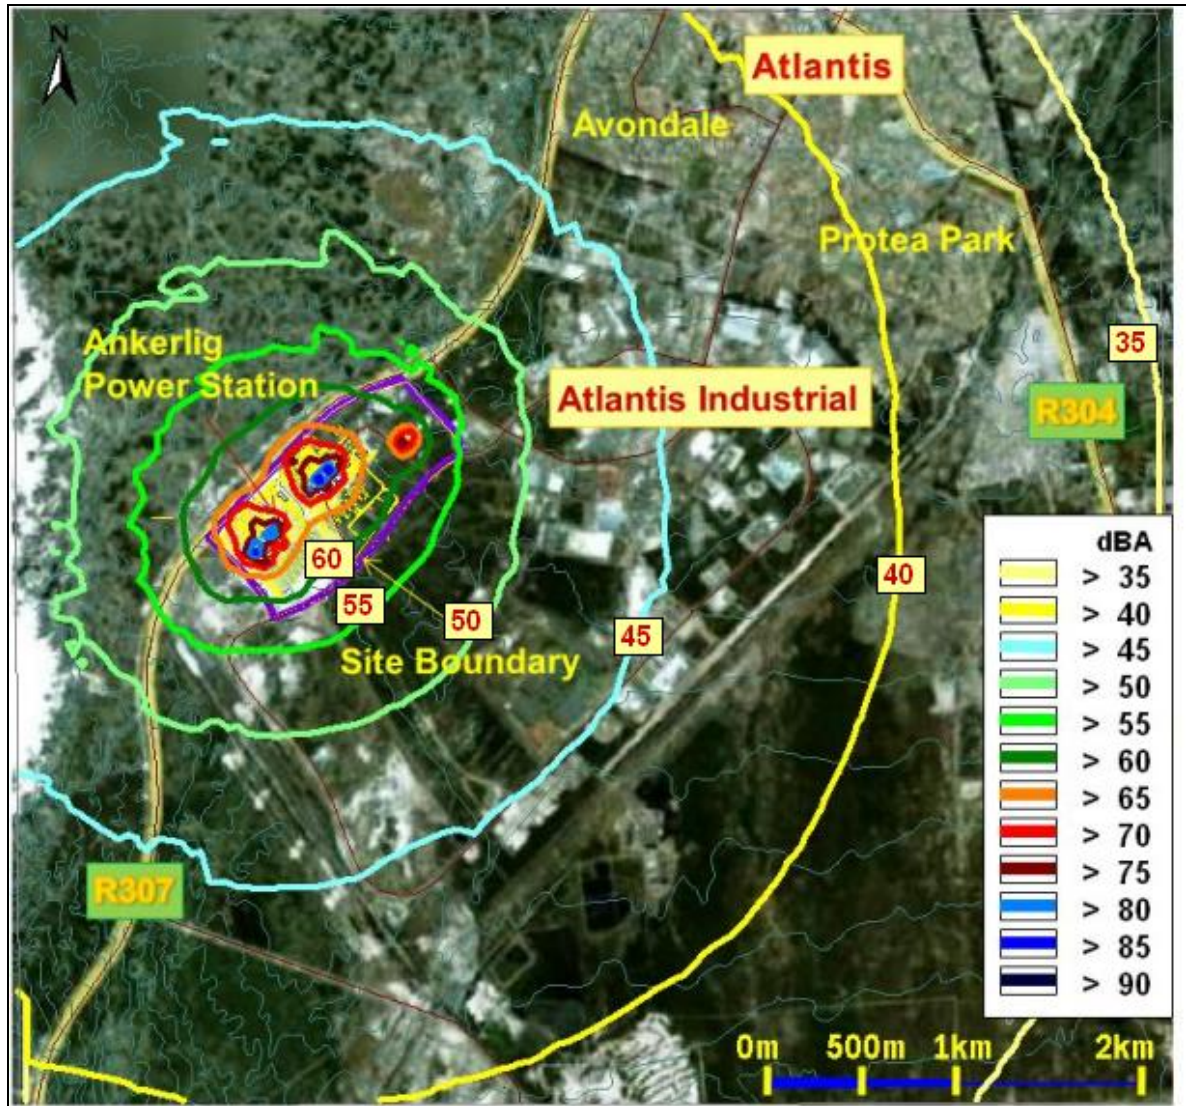 N
Atlantis
Avondale
Protea Park
Ankerlig
Power Station
35
Atlantis Industrial
R304
60
55
50
45
40
Site Boundary
R307
dBA
> 35
> 40
> 45
> 50
> 55
> 60
> 65
> 70
> 75
> 80
> 85
> 90
0m 500m 1km 2km